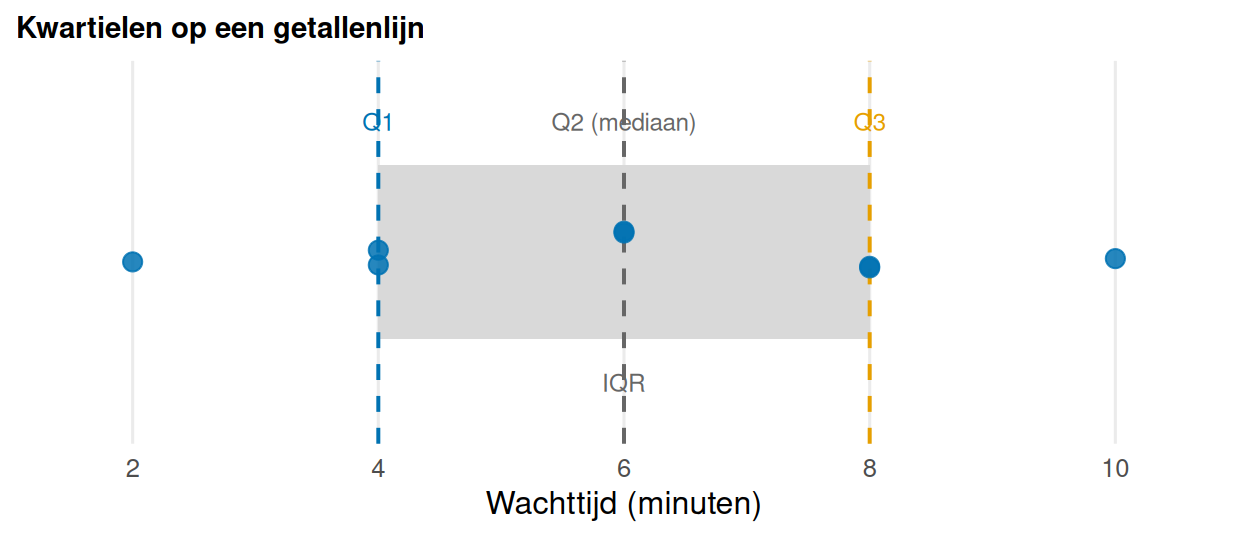 Kwartielen op een getallenlijn
Q1 Q2 (mediaan) Q3
IQR
2 4 6 8 10
Wachttijd (minuten)